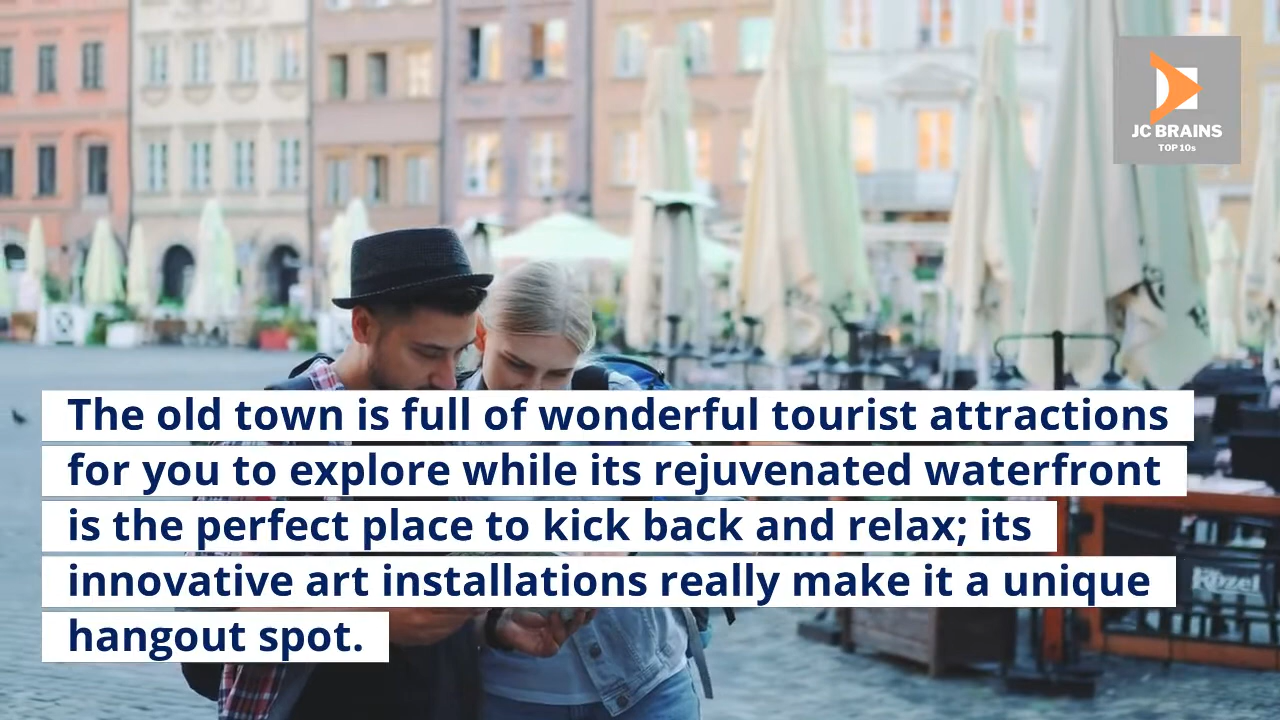 JC BRAINS
TOP 10s
The old town is full of wonderful tourist attractions
for you to explore while its rejuvenated waterfront
is the perfect place to kick back and relax; its
innovative art installations really make it a unique
hangout spot.
Kozel